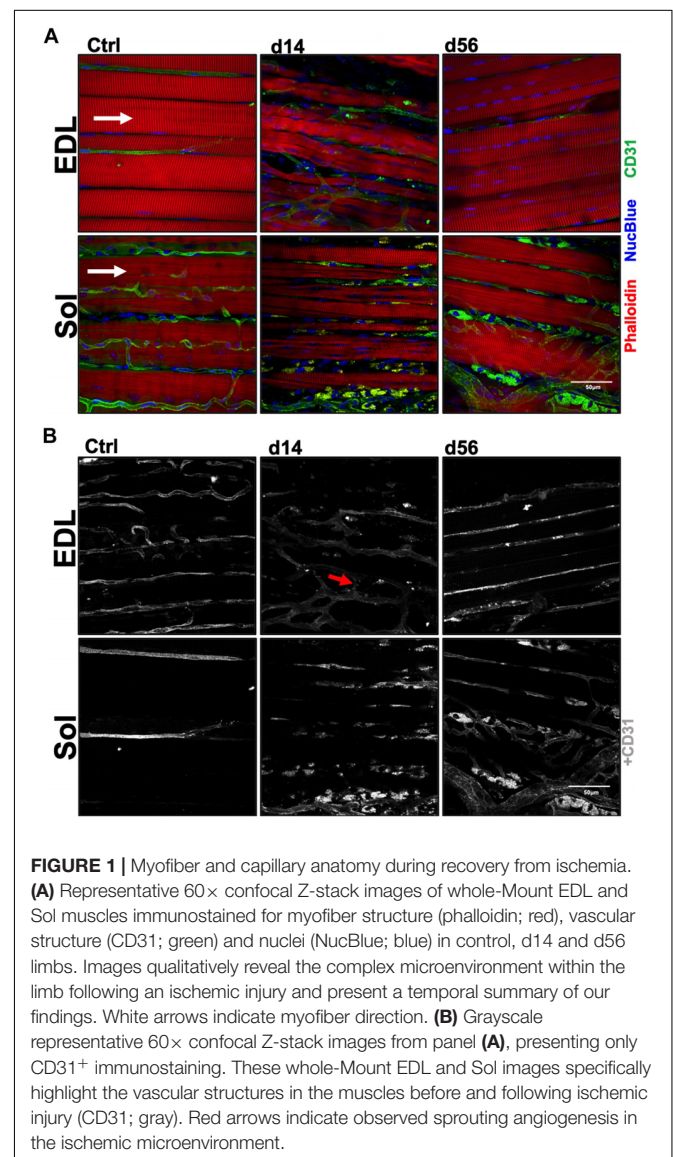 A
Ctrl d14 d56
EDL
Sol
Phalloidin NucBlue CD31
50µm
B
Ctrl d14 d56
EDL
Sol
+CD31
50µm
FIGURE 1 | Myofiber and capillary anatomy during recovery from ischemia.
(A) Representative 60× confocal Z-stack images of whole-Mount EDL and
Sol muscles immunostained for myofiber structure (phalloidin; red), vascular
structure (CD31; green) and nuclei (NucBlue; blue) in control, d14 and d56
limbs. Images qualitatively reveal the complex microenvironment within the
limb following an ischemic injury and present a temporal summary of our
findings. White arrows indicate myofiber direction. (B) Grayscale
representative 60× confocal Z-stack images from panel (A), presenting only
CD31+ immunostaining. These whole-Mount EDL and Sol images specifically
highlight the vascular structures in the muscles before and following ischemic
injury (CD31; gray). Red arrows indicate observed sprouting angiogenesis in
the ischemic microenvironment.